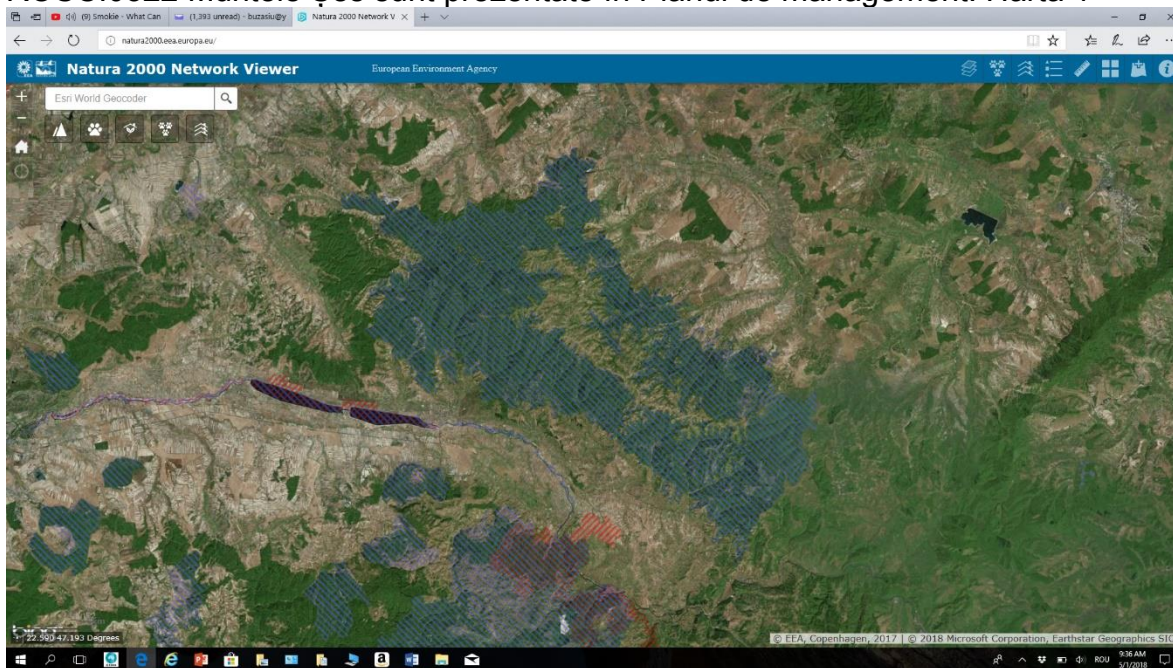 (9) Smokie - What Can
(1,393 unread) - buzasiu@y
Natura 2000 Network V
natura2000.eea.europa.eu/
Natura 2000 Network Viewer
European Environment Agency
Esri World Geocoder
22.590 47.193 Degrees
© EEA, Copenhagen, 2017 | © 2018 Microsoft Corporation, Earthstar Geographics SIO
ROU
9:36 AM
5/1/2018